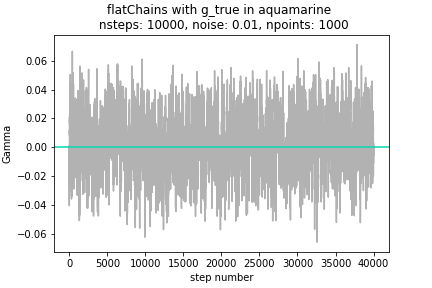 flatChains with g_true in aquamarine
nsteps: 10000, noise: 0.01, npoints: 1000
0.06
0.04
0.02
0.00
−0.02
−0.04
−0.06
Gamma
0 5000 10000 15000 20000 25000 30000 35000 40000
step number